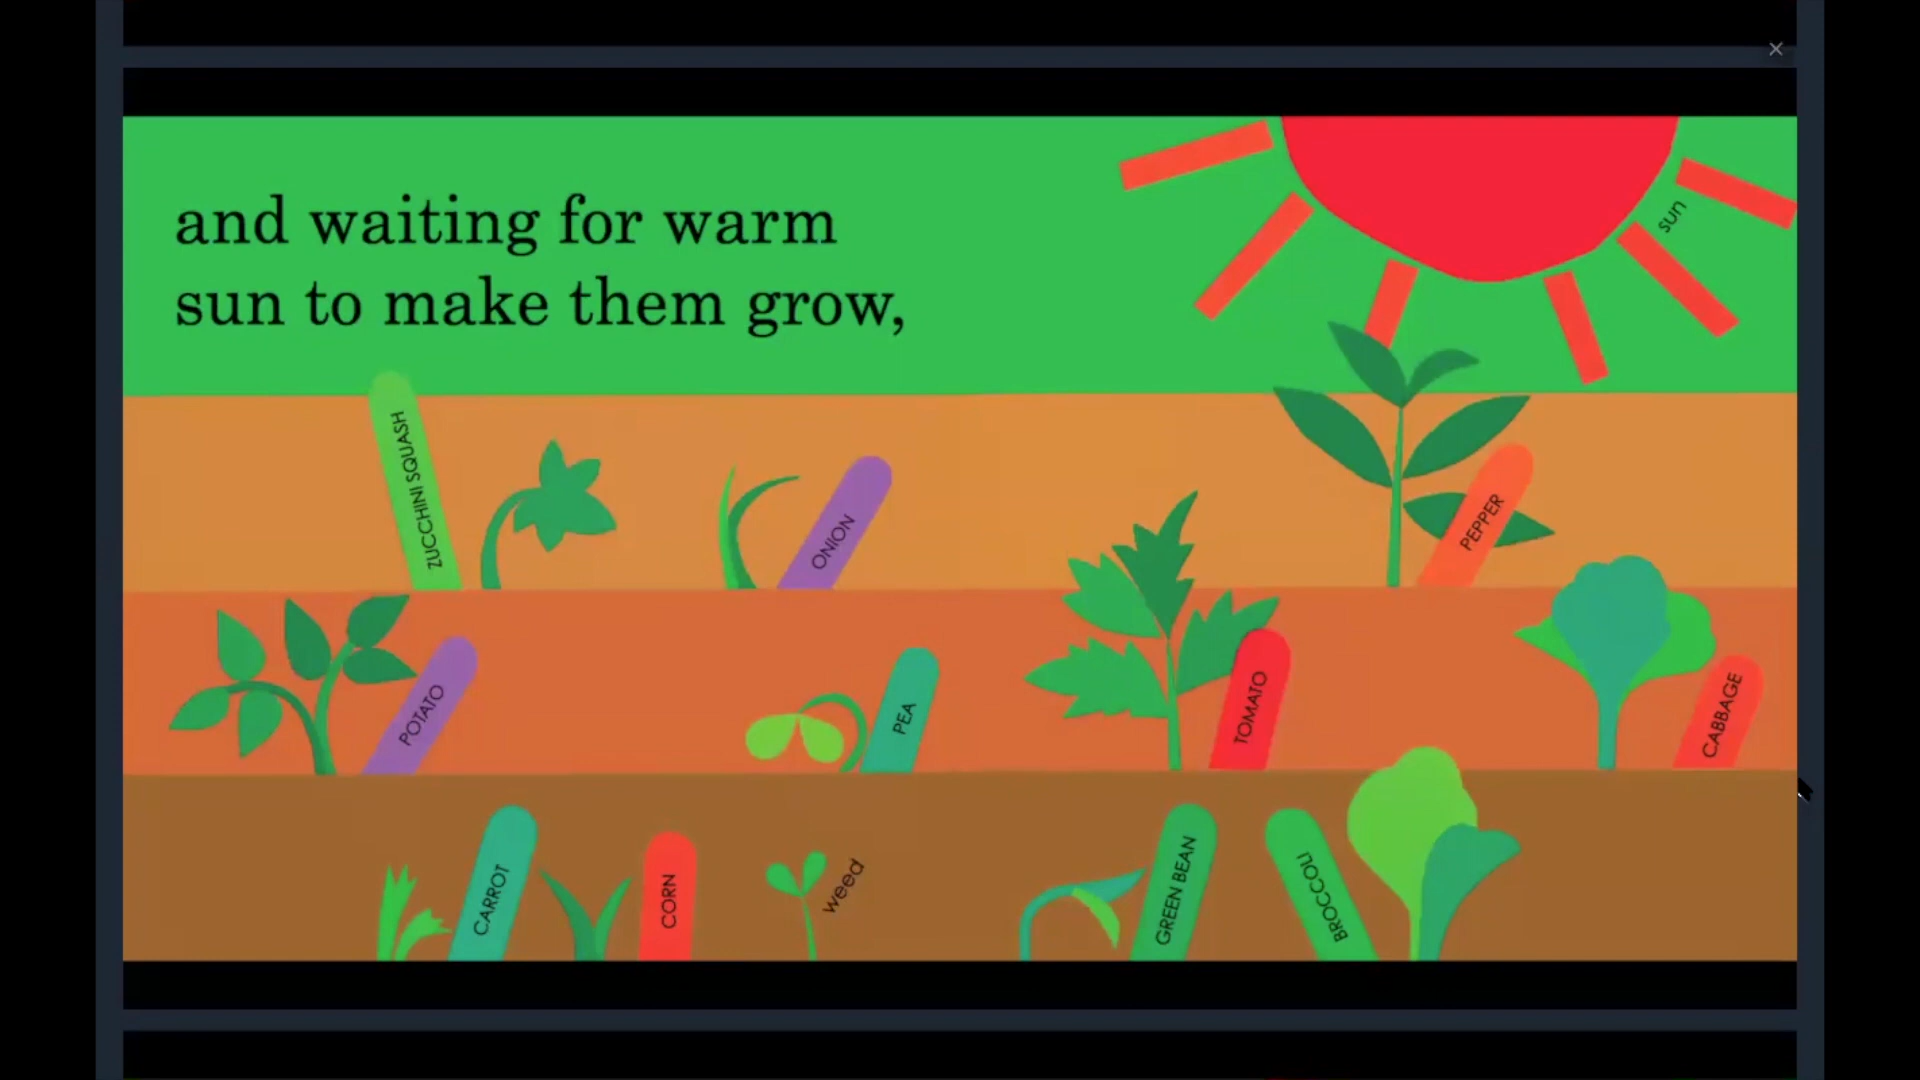 and waiting for warm
sun to make them grow,
sun
ZUCCHINI SQUASH
ONION
PEPPER
POTATO
PEA
TOMATO
CABBAGE
CARROT
CORN
weed
GREEN BEAN
BROCCOLI